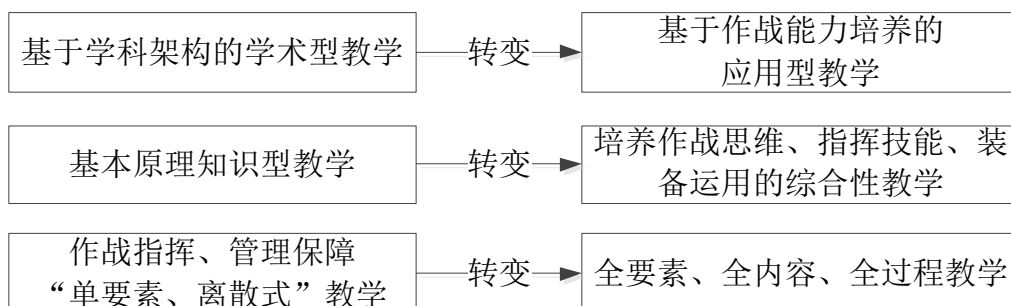 基于学科架构的学术型教学
转变
基于作战能力培养的
应用型教学
基本原理知识型教学
转变
培养作战思维、指挥技能、装
备运用的综合性教学
作战指挥、管理保障
“单要素、离散式”教学
转变
全要素、全内容、全过程教学